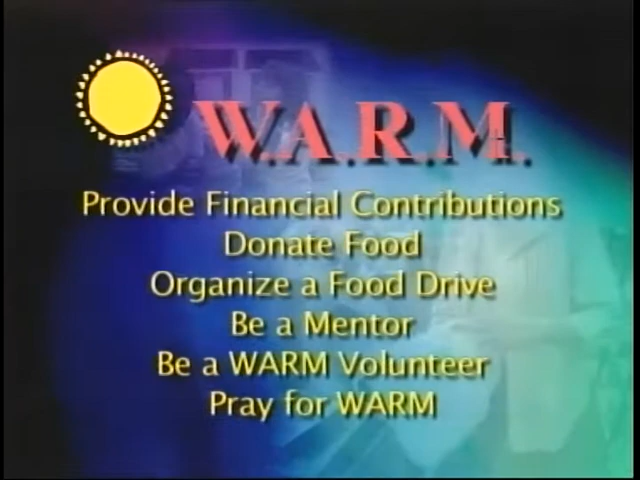 W.A.R.M.
Provide Financial Contributions
Donate Food
Organize a Food Drive
Be a Mentor
Be a WARM Volunteer
Pray for WARM